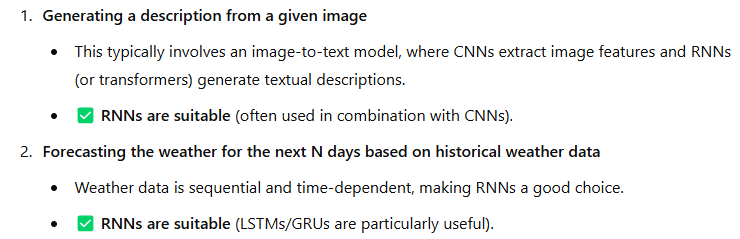 1. Generating a description from a given image
• This typically involves an image-to-text model, where CNNs extract image features and RNNs
(or transformers) generate textual descriptions.
• ✅ RNNs are suitable (often used in combination with CNNs).
2. Forecasting the weather for the next N days based on historical weather data
• Weather data is sequential and time-dependent, making RNNs a good choice.
• ✅ RNNs are suitable (LSTMs/GRUs are particularly useful).